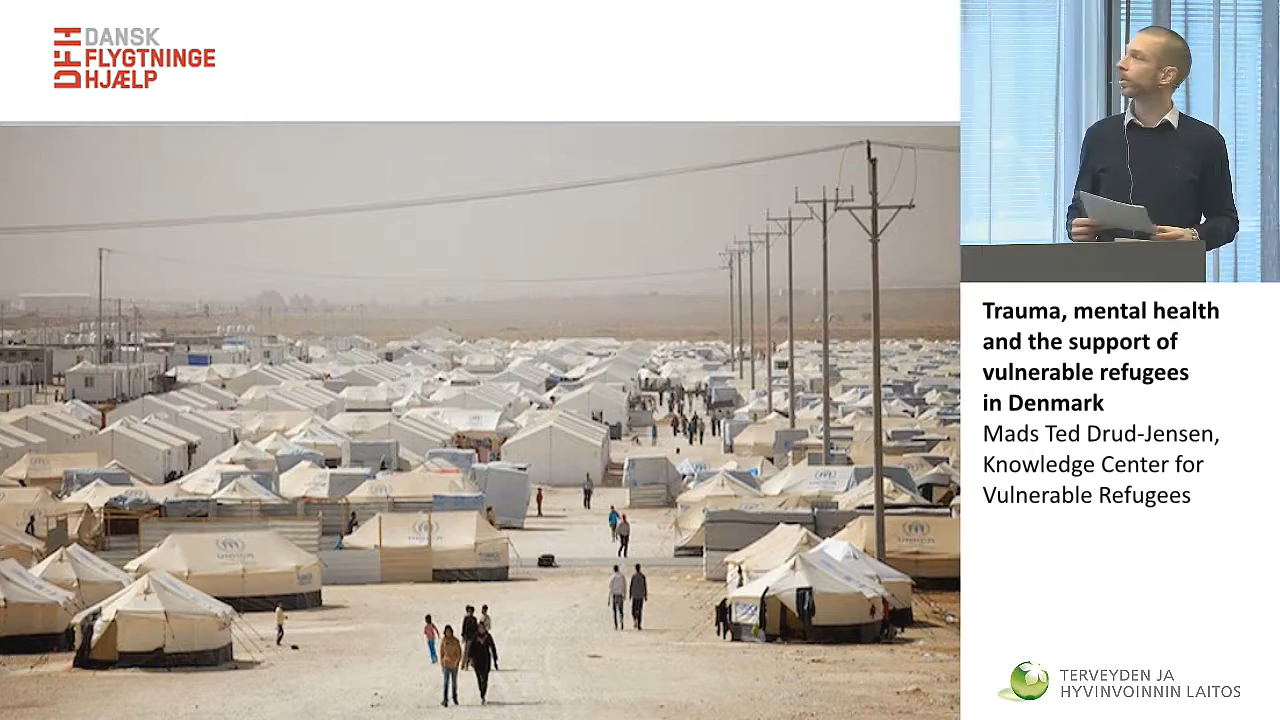 DFH
DANSK
FLYGTNINGE
HJÆLP
Trauma, mental health
and the support of
vulnerable refugees
in Denmark
Mads Ted Drud-Jensen,
Knowledge Center for
Vulnerable Refugees
TERVEYDEN JA
HYVINVOINNIN LAITOS
UNHCR